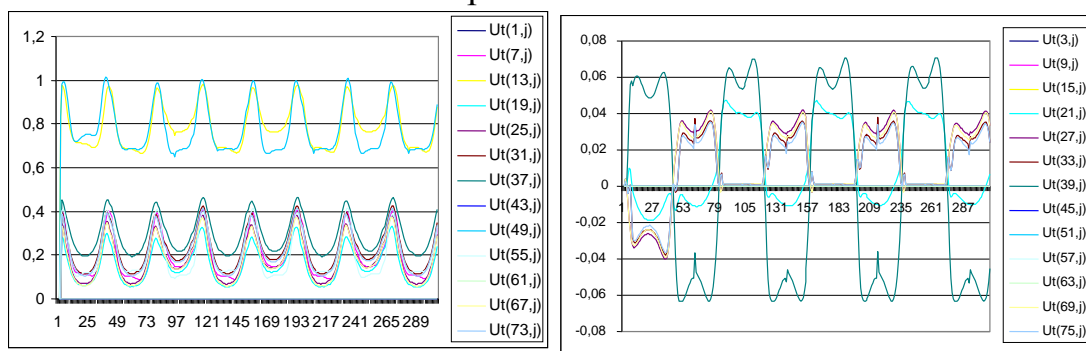 1,2
1
0,8
0,6
0,4
0,2
0
1 25 49 73 97 121 145 169 193 217 241 265 289
Ut(1,j)
Ut(7,j)
Ut(13,j)
Ut(19,j)
Ut(25,j)
Ut(31,j)
Ut(37,j)
Ut(43,j)
Ut(49,j)
Ut(55,j)
Ut(61,j)
Ut(67,j)
Ut(73,j)
0,08
0,06
0,04
0,02
0
-0,02
-0,04
-0,06
-0,08
1 27 53 79 105 131 157 183 209 235 261 287
Ut(3,j)
Ut(9,j)
Ut(15,j)
Ut(21,j)
Ut(27,j)
Ut(33,j)
Ut(39,j)
Ut(45,j)
Ut(51,j)
Ut(57,j)
Ut(63,j)
Ut(69,j)
Ut(75,j)